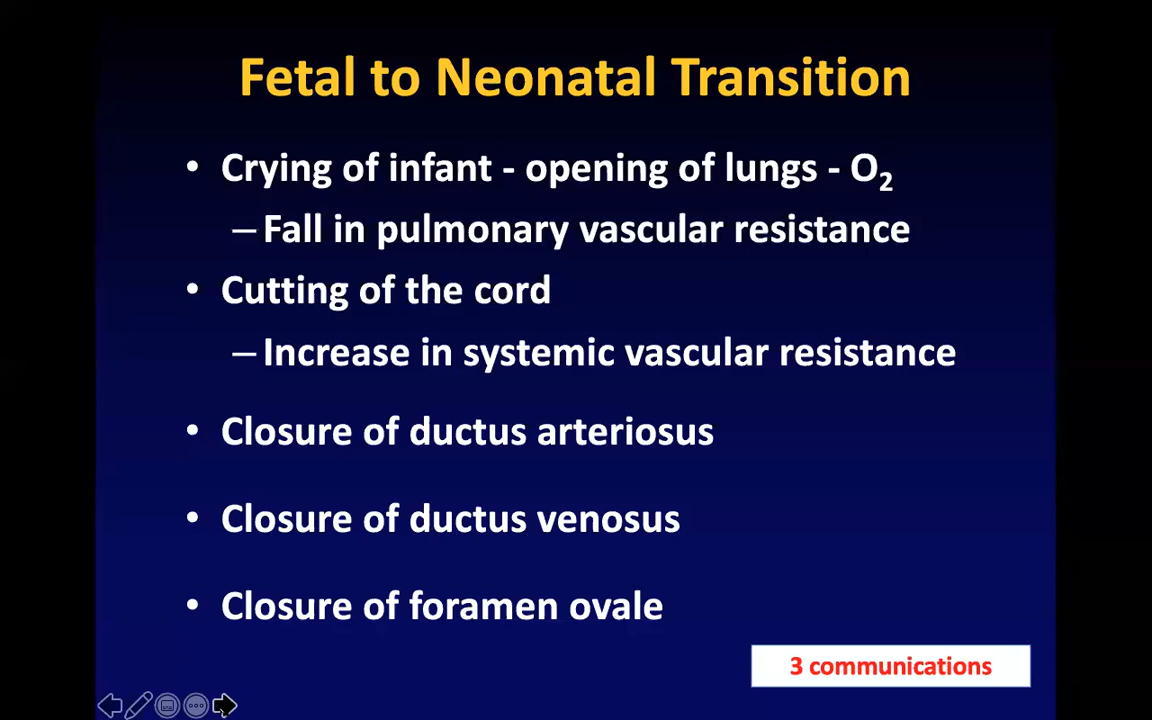 Fetal to Neonatal Transition
• Crying of infant - opening of lungs - O₂
– Fall in pulmonary vascular resistance
• Cutting of the cord
– Increase in systemic vascular resistance
• Closure of ductus arteriosus
• Closure of ductus venosus
• Closure of foramen ovale
3 communications